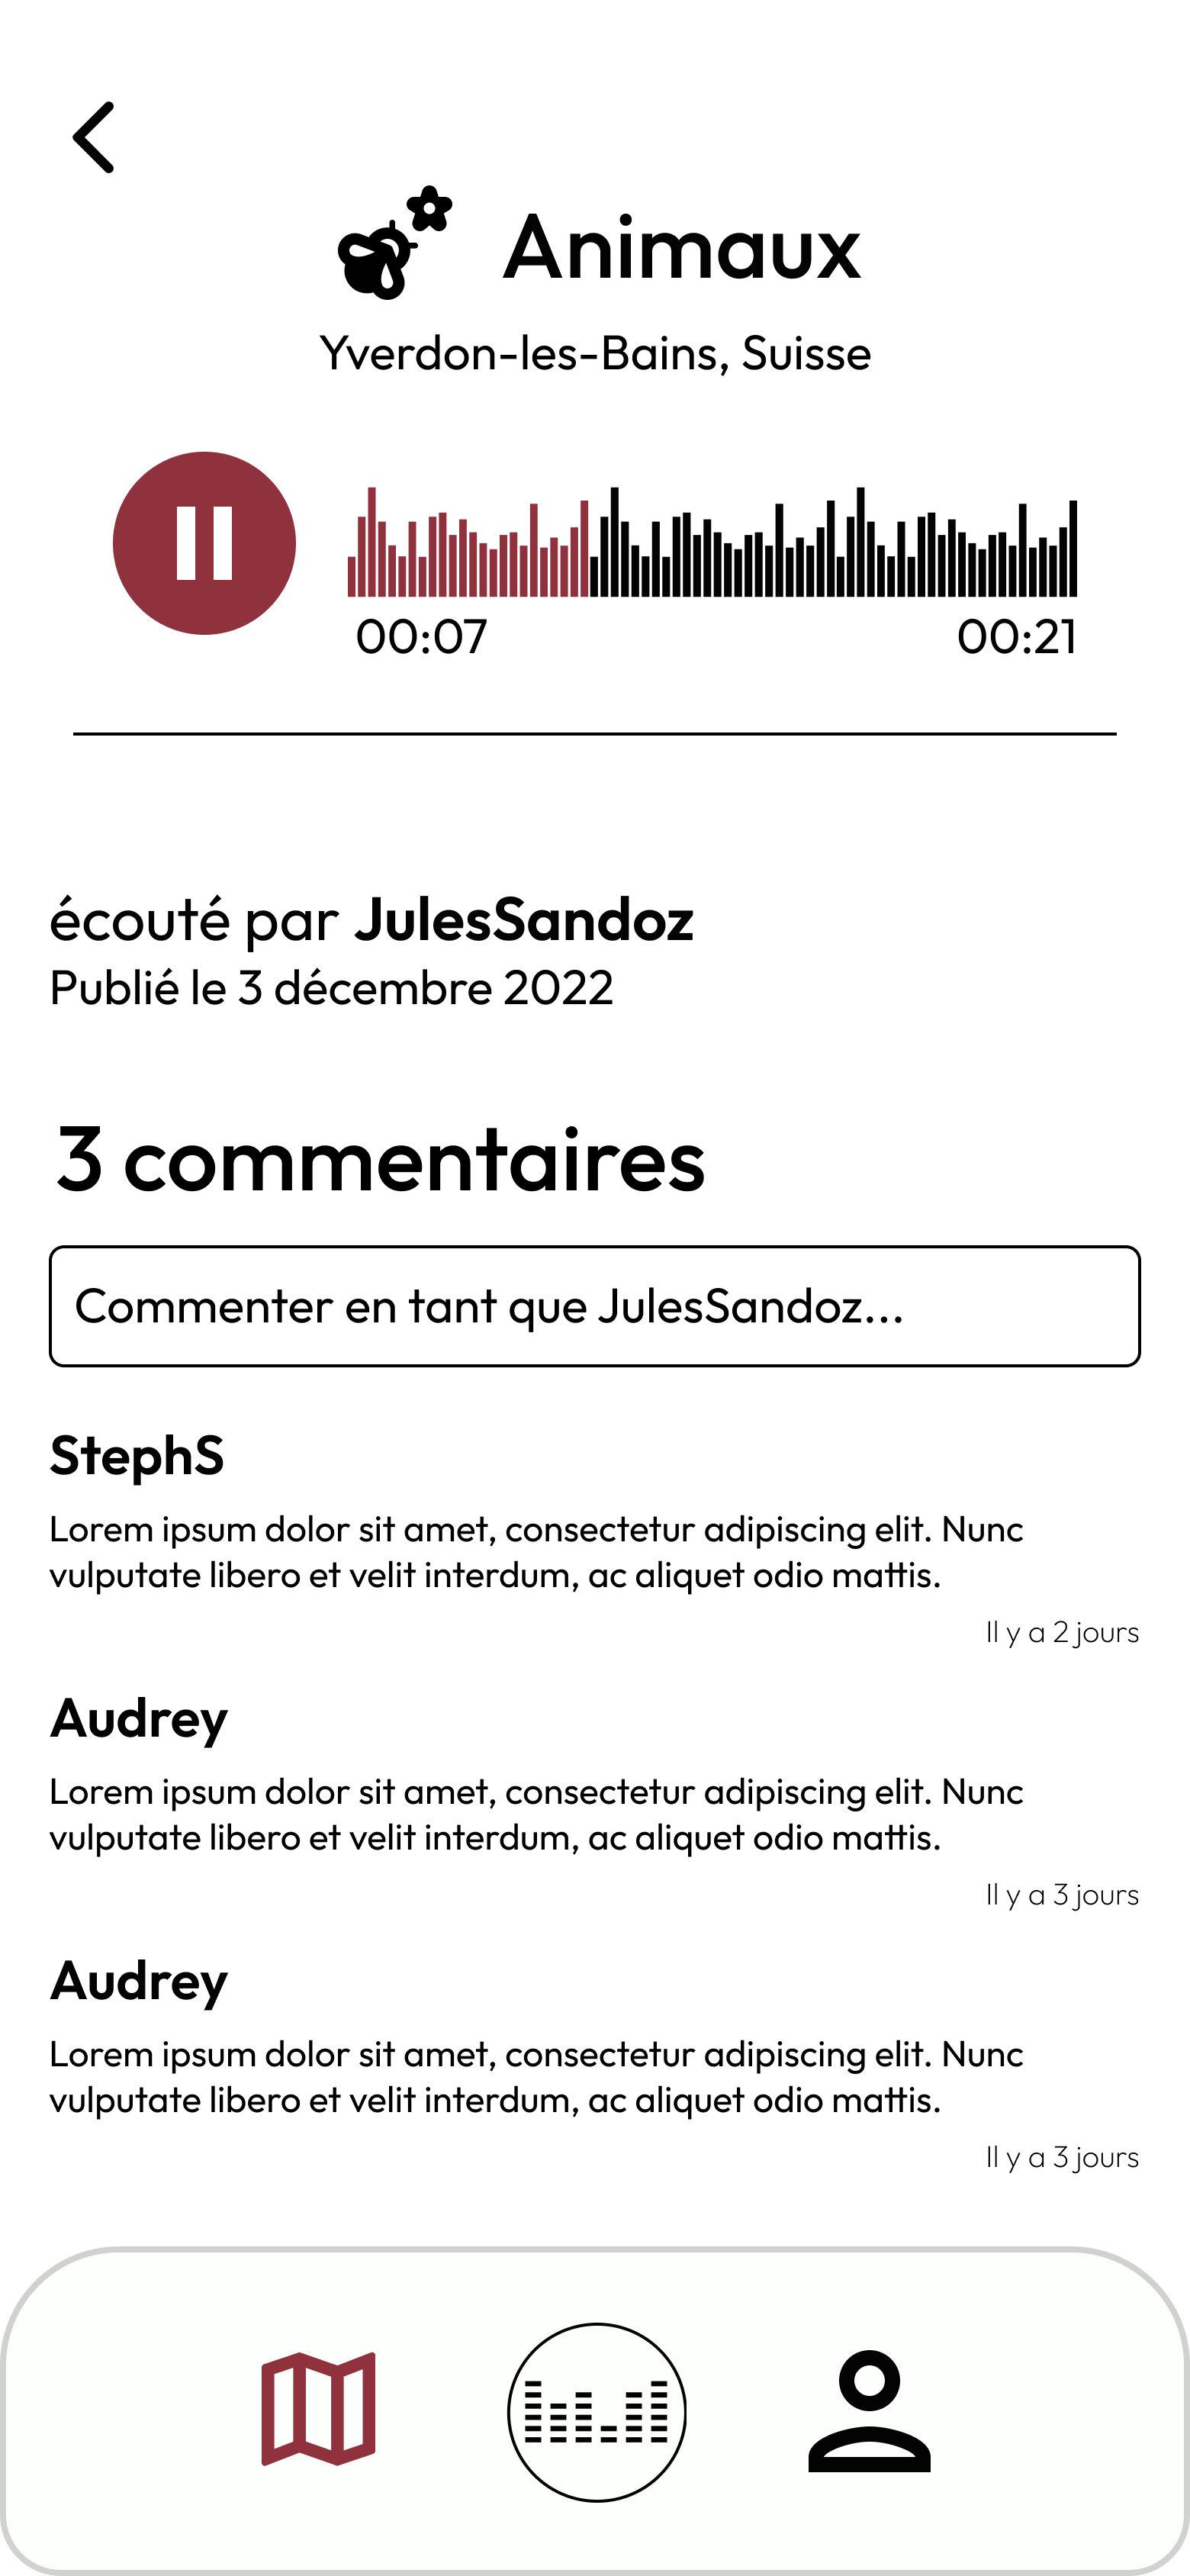 Animaux
Yverdon-les-Bains, Suisse
00:07
00:21
écouté par JulesSandoz
Publié le 3 décembre 2022
3 commentaires
Commenter en tant que JulesSandoz...
StephS
Lorem ipsum dolor sit amet, consectetur adipiscing elit. Nunc
vulputate libero et velit interdum, ac aliquet odio mattis.
Il y a 2 jours
Audrey
Lorem ipsum dolor sit amet, consectetur adipiscing elit. Nunc
vulputate libero et velit interdum, ac aliquet odio mattis.
Il y a 3 jours
Audrey
Lorem ipsum dolor sit amet, consectetur adipiscing elit. Nunc
vulputate libero et velit interdum, ac aliquet odio mattis.
Il y a 3 jours